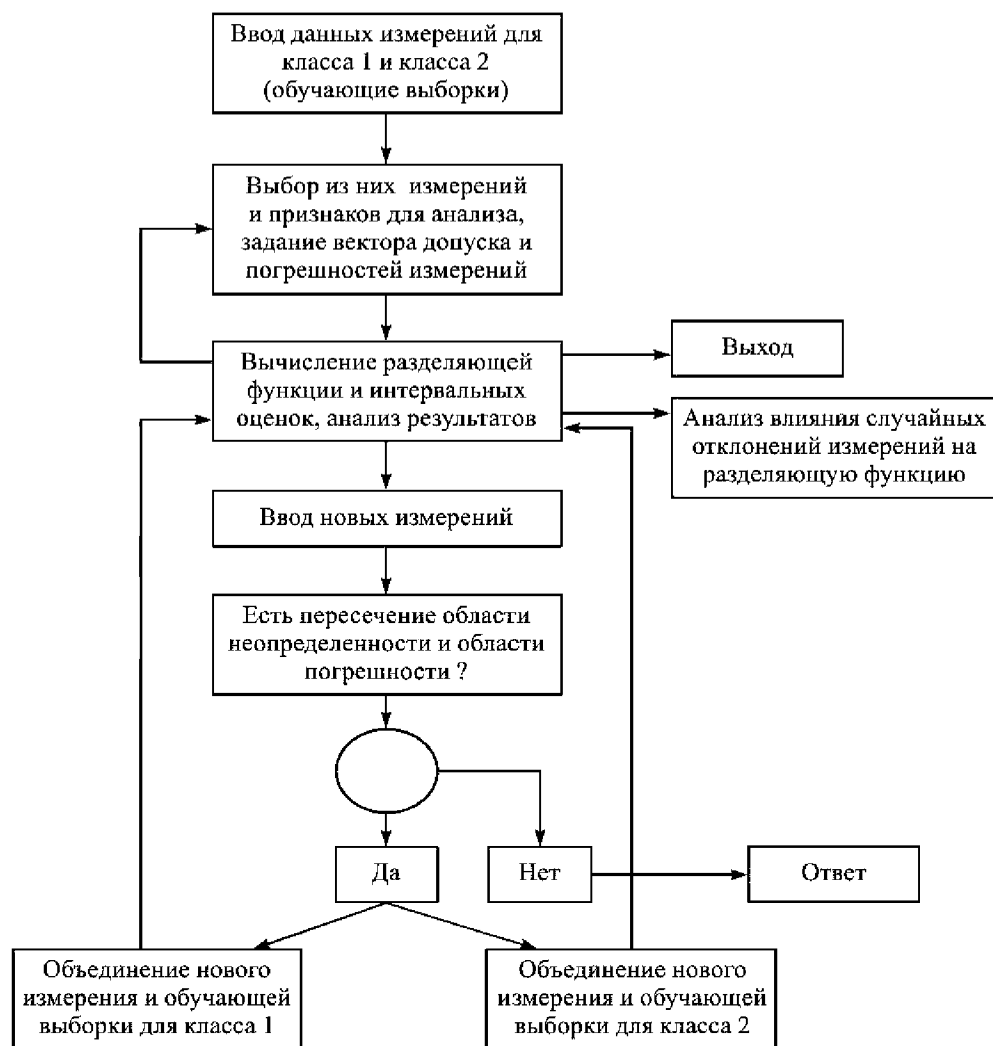 Ввод данных измерений для
класса 1 и класса 2
(обучающие выборки)
Выбор из них измерений
и признаков для анализа,
задание вектора допуска и
погрешностей измерений
Вычисление разделяющей
функции и интервальных
оценок, анализ результатов
Выход
Анализ влияния случайных
отклонений измерений на
разделяющую функцию
Ввод новых измерений
Есть пересечение области
неопределенности и области
погрешности ?
Да
Нет
Ответ
Объединение нового
измерения и обучающей
выборки для класса 1
Объединение нового
измерения и обучающей
выборки для класса 2